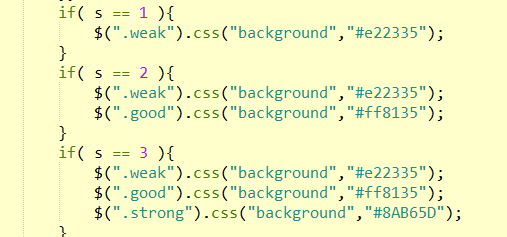 if( s == 1 ){
$(".weak").css("background","#e22335");
}
if( s == 2 ){
$(".weak").css("background","#e22335");
$(".good").css("background","#ff8135");
}
if( s == 3 ){
$(".weak").css("background","#e22335");
$(".good").css("background","#ff8135");
$(".strong").css("background","#8AB65D");
}